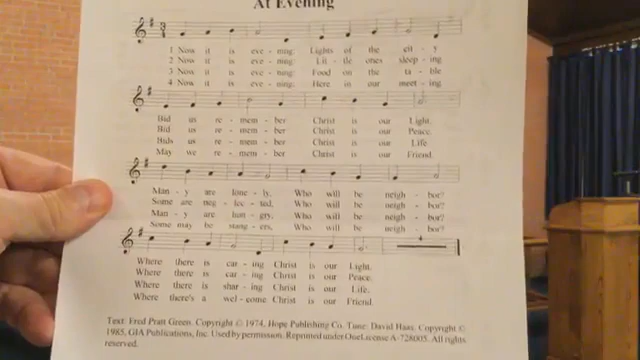 At Evening
3
4
1 Now it is eve - ning: Lights of the cit - y
2 Now it is eve - ning: Lit - tle ones sleep - ing
3 Now it is eve - ning: Food on the ta - ble
4 Now it is eve - ning: Here in our meet - ing
Bid us re - mem - ber Christ is our Light.
Bid us re - mem - ber Christ is our Peace.
Bids us re - mem - ber Christ is our Life.
May we re - mem - ber Christ is our Friend.
Man - y are lone - ly, Who will be neigh - bor?
Some are neg - lec - ted, Who will be neigh - bor?
Man - y are hun - gry, Who will be neigh - bor?
Some may be stang - ers, Who will be neigh - bor?
4
Where there is car - ing Christ is our Light.
Where there is car - ing Christ is our Peace.
Where there is shar - ing Christ is our Life.
Where there's a wel - come Christ is our Friend.
Text: Fred Pratt Green. Copyright © 1974, Hope Publishing Co. Tune: David Haas. Copyright ©
1985, GIA Publications, Inc. Used by permission. Reprinted under OneLicense A-728005. All rights
reserved.